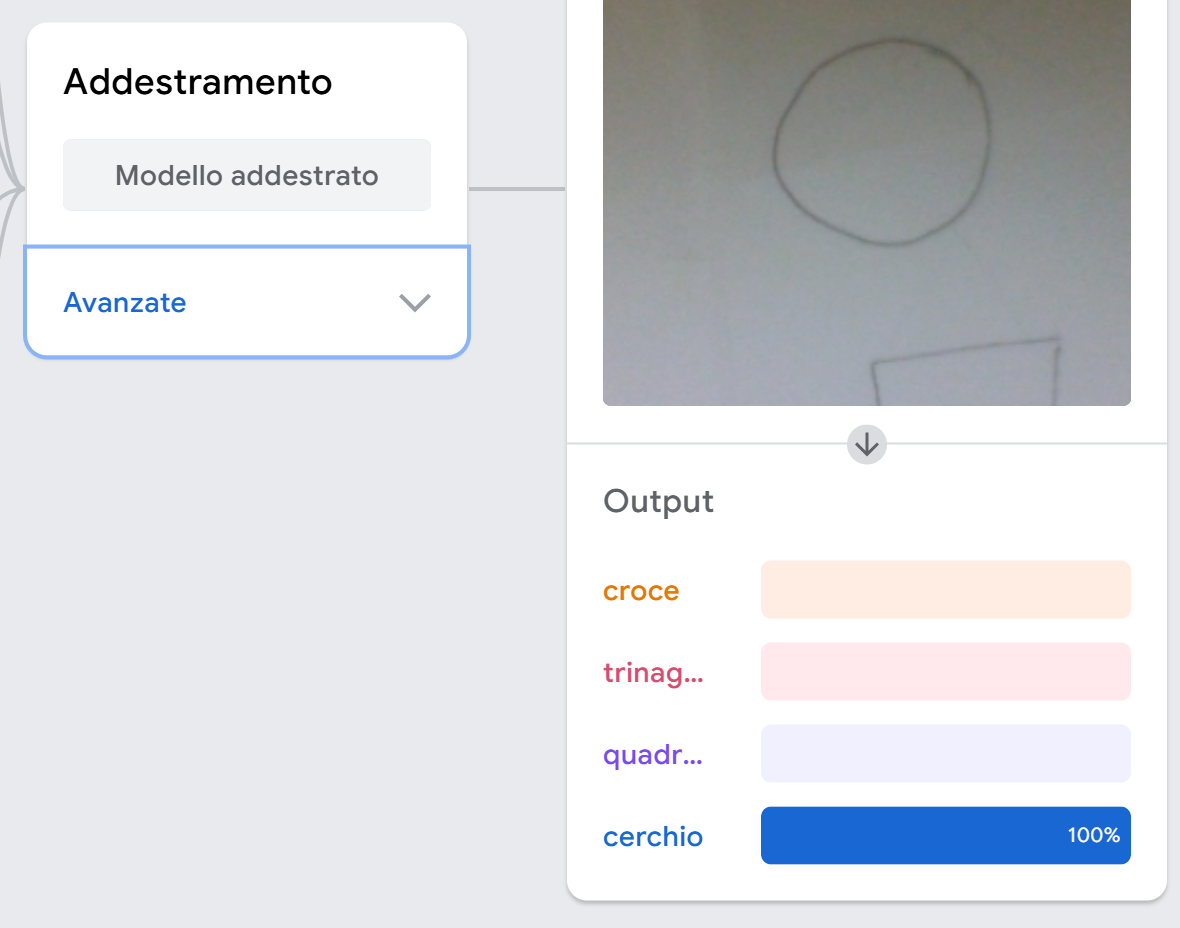 Addestramento
Modello addestrato
Avanzate
Output
croce
trinag...
quadr...
cerchio
100%